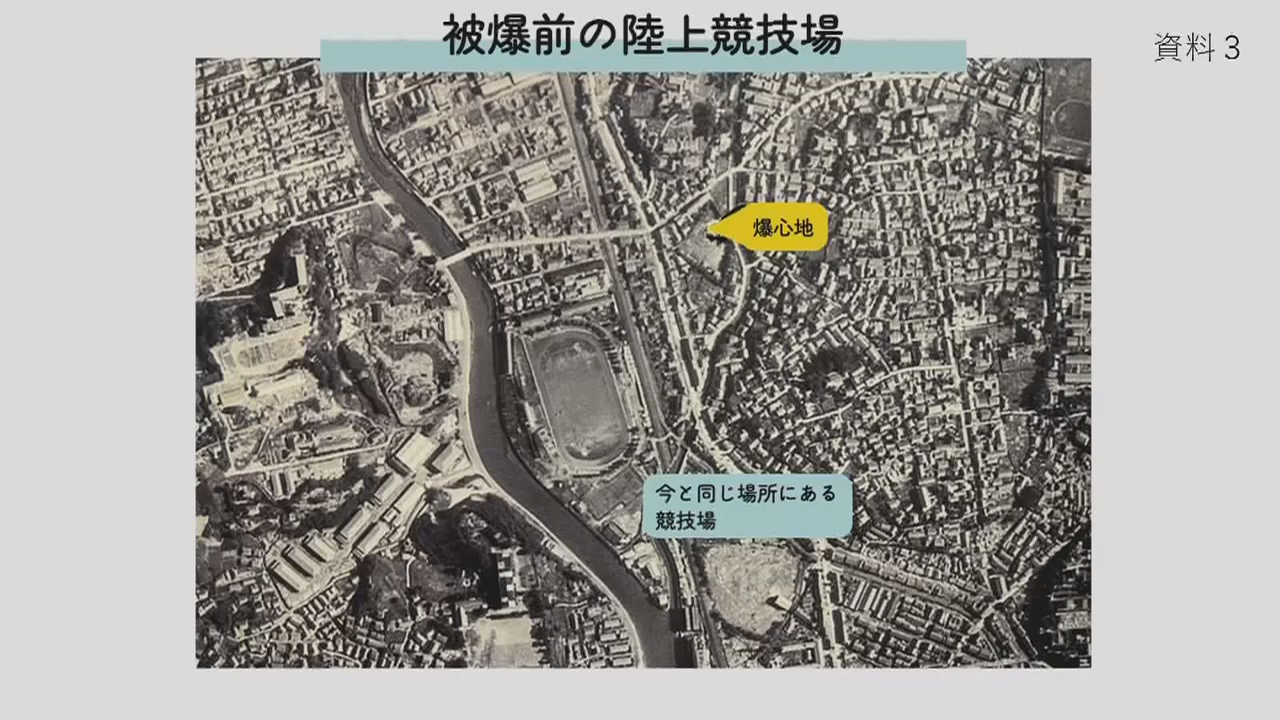 被爆前の陸上競技場
資料3
爆心地
今と同じ場所にある
競技場